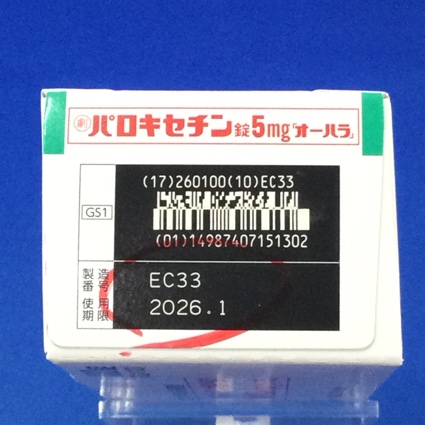 劇 パロキセチン錠5mg「オーハラ」
(17)260100(10)EC33
GS1
(01)14987407151302
製造番号 EC33
使用期限 2026.1